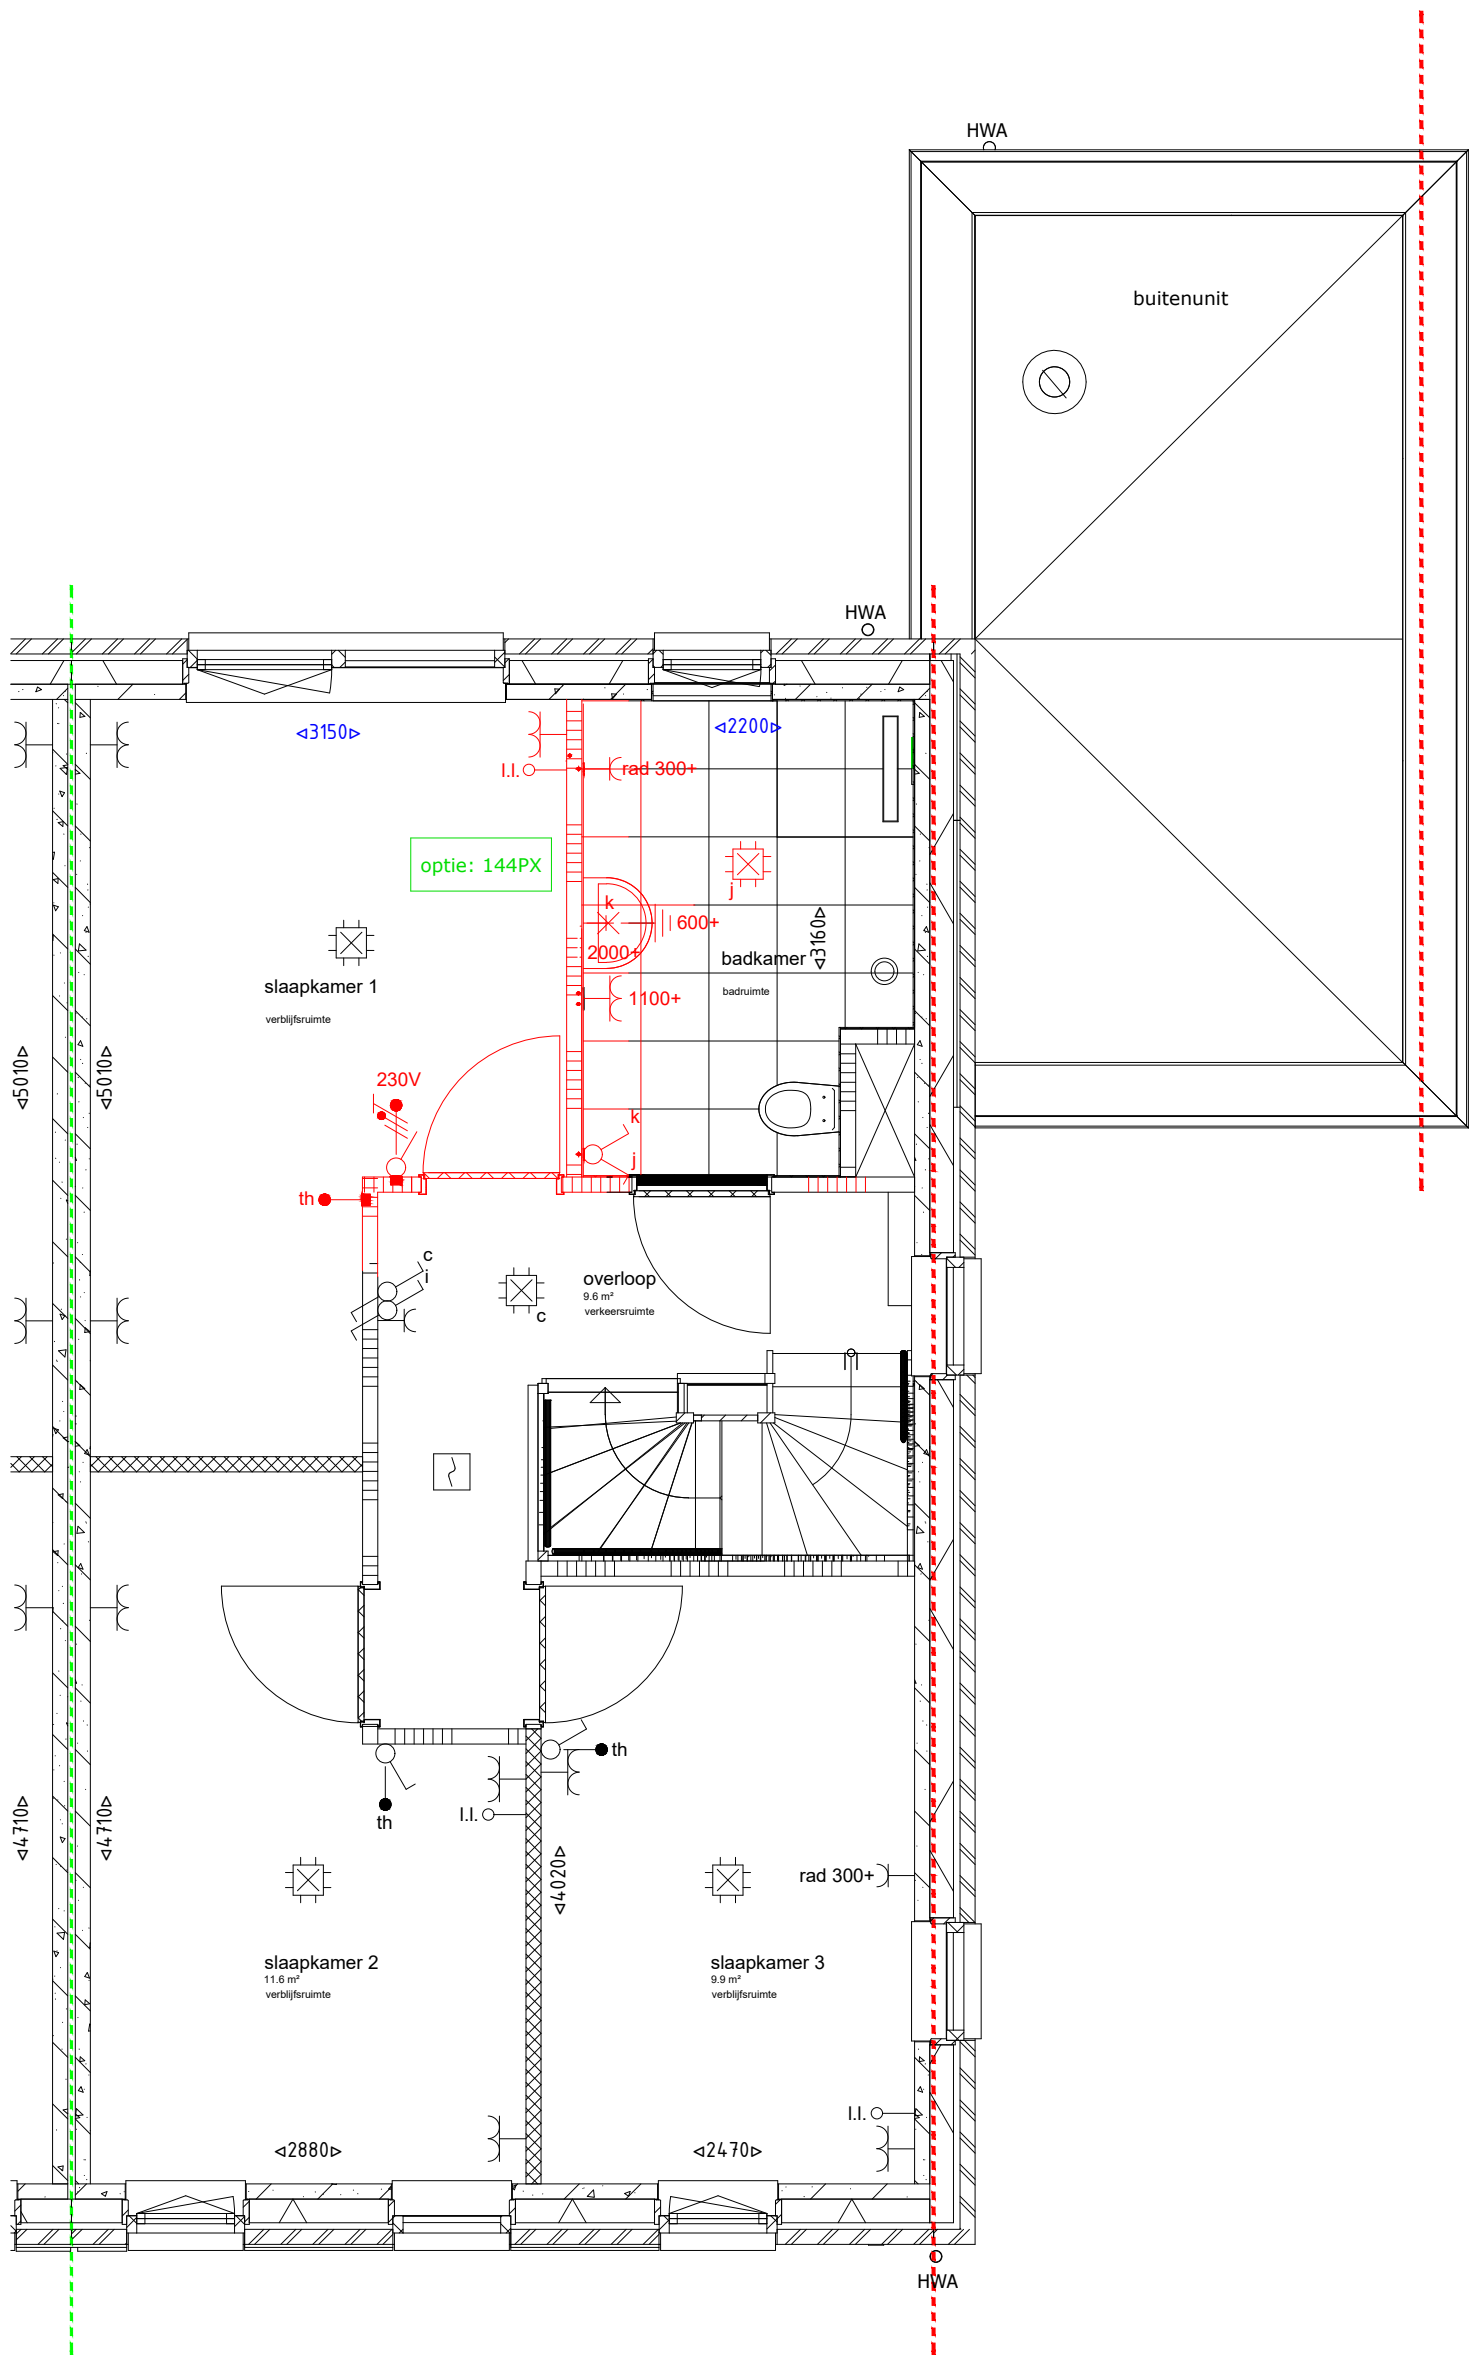 HWA
buitenunit
HWA
◁3150▷
◁2200▷
l.l.
rad 300+
optie: 144PX
j
k
600+
2000+
◁3160▷
badkamer
badruimte
slaapkamer 1
verblijfsruimte
1100+
◁5010▷
◁5010▷
230V
k
j
th
c
i
overloop
9.6 m²
verkeersruimte
c
th
l.l.
th
◁4710▷
◁4710▷
◁4020▷
rad 300+
slaapkamer 2
11.6 m²
verblijfsruimte
slaapkamer 3
9.9 m²
verblijfsruimte
l.l.
◁2880▷
◁2470▷
HWA